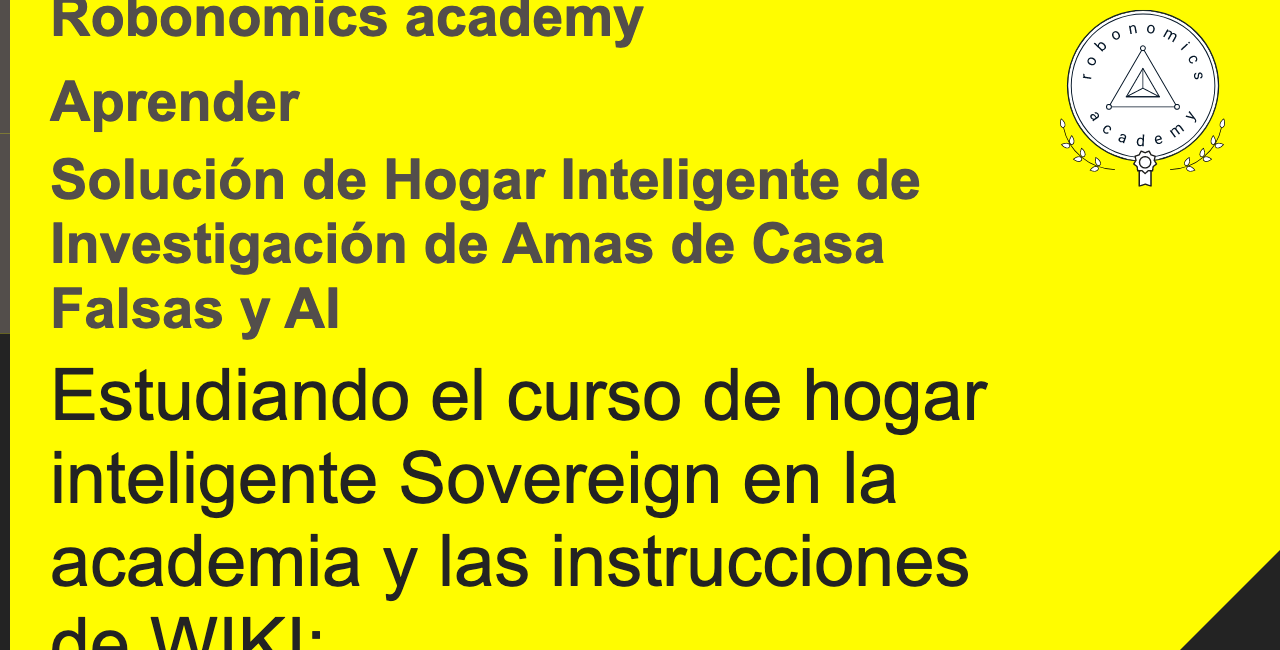 Robonomics academy
robonomics
academy
Aprender
Solución de Hogar Inteligente de
Investigación de Amas de Casa
Falsas y AI
Estudiando el curso de hogar
inteligente Sovereign en la
academia y las instrucciones
de WIKI: